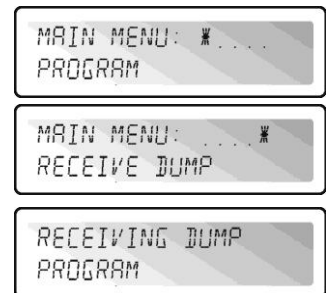 MAIN MENU: *....
PROGRAM
MAIN MENU: ....*
RECEIVE DUMP
RECEIVING DUMP
PROGRAM